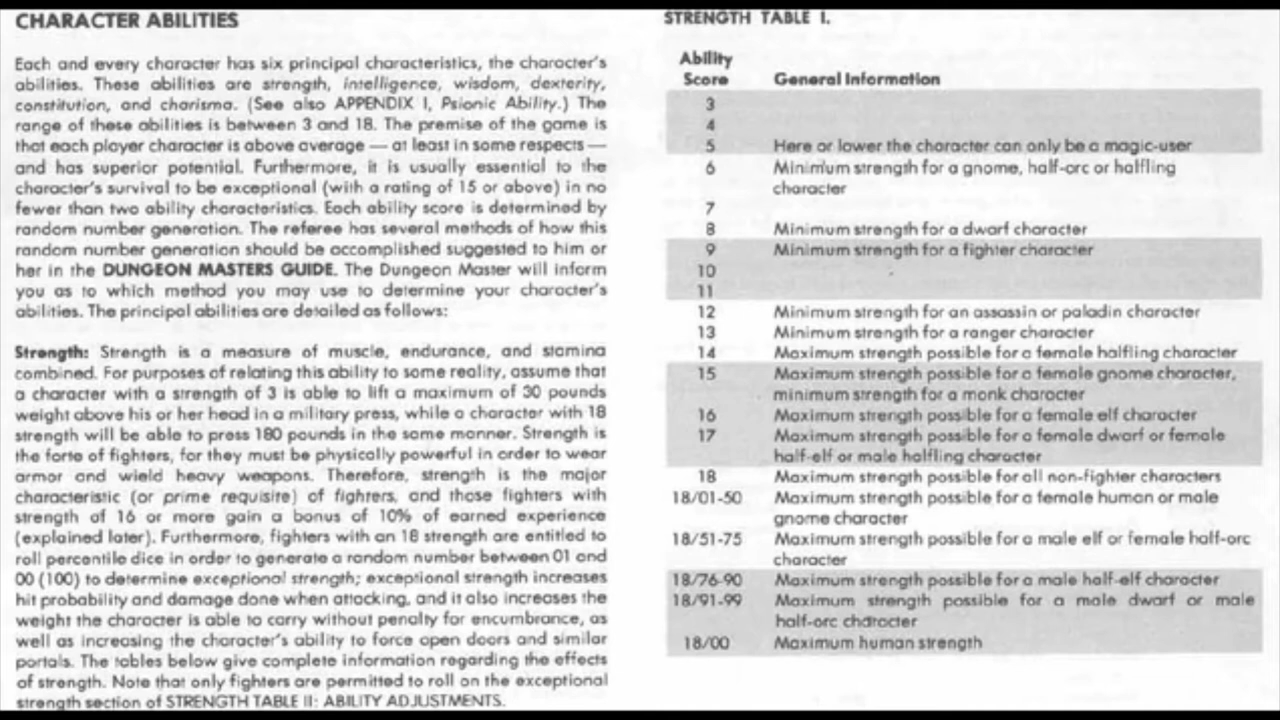 CHARACTER ABILITIES
Each and every character has six principal characteristics, the character's
abilities. These abilities are strength, intelligence, wisdom, dexterity,
constitution, and charisma. (See also APPENDIX I, Psionic Ability.) The
range of these abilities is between 3 and 18. The premise of the game is
that each player character is above average — at least in some respects —
and has superior potential. Furthermore, it is usually essential to the
character's survival to be exceptional (with a rating of 15 or above) in no
fewer than two ability characteristics. Each ability score is determined by
random number generation. The referee has several methods of how this
random number generation should be accomplished suggested to him or
her in the DUNGEON MASTERS GUIDE. The Dungeon Master will inform
you as to which method you may use to determine your character's
abilities. The principal abilities are detailed as follows:
Strength: Strength is a measure of muscle, endurance, and stamina
combined. For purposes of relating this ability to some reality, assume that
a character with a strength of 3 is able to lift a maximum of 30 pounds
weight above his or her head in a military press, while a character with 18
strength will be able to press 180 pounds in the same manner. Strength is
the forte of fighters, for they must be physically powerful in order to wear
armor and wield heavy weapons. Therefore, strength is the major
characteristic (or prime requisite) of fighters, and those fighters with
strength of 16 or more gain a bonus of 10% of earned experience
(explained later). Furthermore, fighters with an 18 strength are entitled to
roll percentile dice in order to generate a random number between 01 and
00 (100) to determine exceptional strength; exceptional strength increases
hit probability and damage done when attacking, and it also increases the
weight the character is able to carry without penalty for encumbrance, as
well as increasing the character's ability to force open doors and similar
portals. The tables below give complete information regarding the effects
of strength. Note that only fighters are permitted to roll on the exceptional
strength section of STRENGTH TABLE II: ABILITY ADJUSTMENTS.
STRENGTH TABLE I.
Ability
Score General Information
3
4
5 Here or lower the character can only be a magic-user
6 Minimum strength for a gnome, half-orc or halfling
character
7
8 Minimum strength for a dwarf character
9 Minimum strength for a fighter character
10
11
12 Minimum strength for an assassin or paladin character
13 Minimum strength for a ranger character
14 Maximum strength possible for a female halfling character
15 Maximum strength possible for a female gnome character,
minimum strength for a monk character
16 Maximum strength possible for a female elf character
17 Maximum strength possible for a female dwarf or female
half-elf or male halfling character
18 Maximum strength possible for all non-fighter characters
18/01-50 Maximum strength possible for a female human or male
gnome character
18/51-75 Maximum strength possible for a male elf or female half-orc
character
18/76-90 Maximum strength possible for a male half-elf character
18/91-99 Maximum strength possible for a male dwarf or male
half-orc character
18/00 Maximum human strength